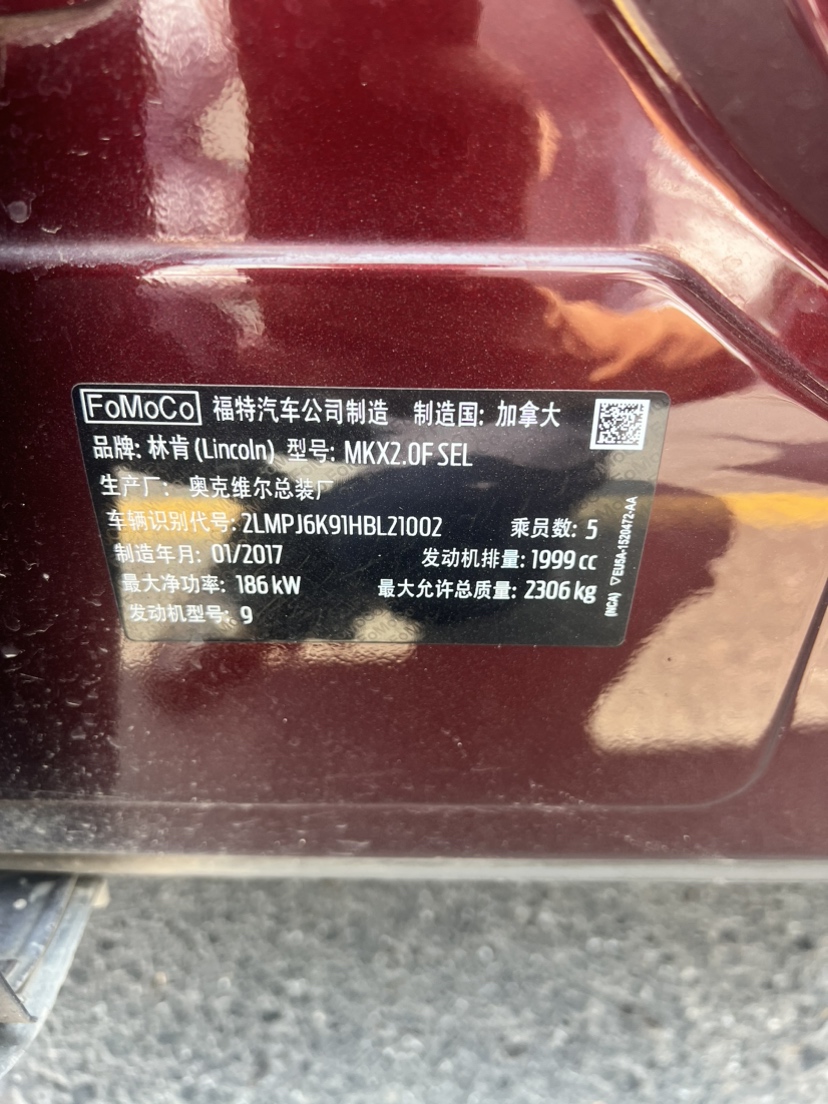 FoMoCo 福特汽车公司制造 制造国: 加拿大
品牌: 林肯(Lincoln) 型号: MKX2.0F SEL
生产厂: 奥克维尔总装厂
车辆识别代号: 2LMPJ6K91HBL21002 乘员数: 5
制造年月: 01/2017 发动机排量: 1999 cc
最大净功率: 186 kW 最大允许总质量: 2306 kg
发动机型号: 9
(NCA) ▽EU5A-1520472-AA